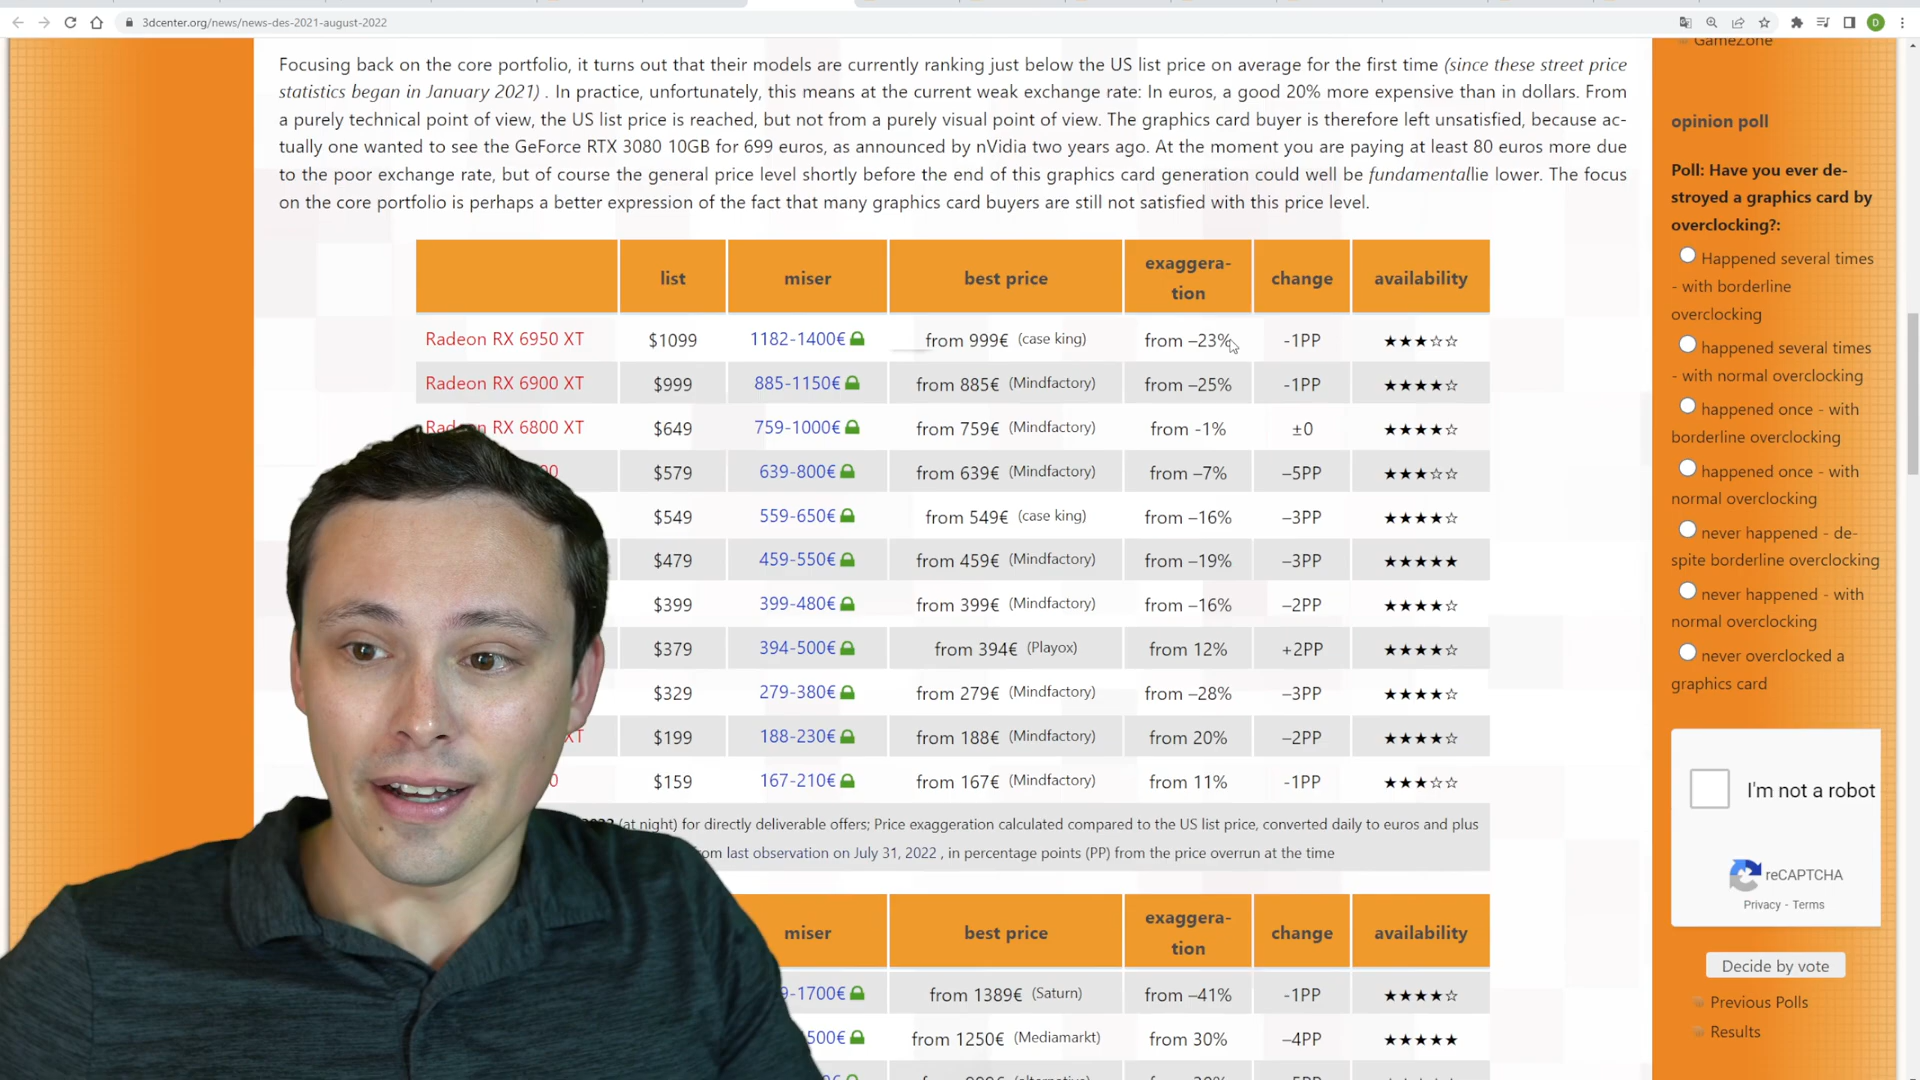 3dcenter.org/news/news-des-2021-august-2022
D
GameZone
Focusing back on the core portfolio, it turns out that their models are currently ranking just below the US list price on average for the first time (since these street price
statistics began in January 2021) . In practice, unfortunately, this means at the current weak exchange rate: In euros, a good 20% more expensive than in dollars. From
a purely technical point of view, the US list price is reached, but not from a purely visual point of view. The graphics card buyer is therefore left unsatisfied, because ac-
tually one wanted to see the GeForce RTX 3080 10GB for 699 euros, as announced by nVidia two years ago. At the moment you are paying at least 80 euros more due
to the poor exchange rate, but of course the general price level shortly before the end of this graphics card generation could well be fundamentallie lower. The focus
on the core portfolio is perhaps a better expression of the fact that many graphics card buyers are still not satisfied with this price level.
list miser best price exaggera- change availability
tion
Radeon RX 6950 XT $1099 1182-1400€ from 999€ (case king) from –23% -1PP ★★★☆☆
Radeon RX 6900 XT $999 885-1150€ from 885€ (Mindfactory) from –25% -1PP ★★★★☆
RX 6800 XT $649 759-1000€ from 759€ (Mindfactory) from -1% ±0 ★★★★☆
$579 639-800€ from 639€ (Mindfactory) from –7% –5PP ★★★☆☆
$549 559-650€ from 549€ (case king) from –16% –3PP ★★★★☆
$479 459-550€ from 459€ (Mindfactory) from –19% –3PP ★★★★★
$399 399-480€ from 399€ (Mindfactory) from –16% –2PP ★★★★☆
$379 394-500€ from 394€ (Playox) from 12% +2PP ★★★★☆
$329 279-380€ from 279€ (Mindfactory) from –28% –3PP ★★★★☆
XT $199 188-230€ from 188€ (Mindfactory) from 20% –2PP ★★★★☆
$159 167-210€ from 167€ (Mindfactory) from 11% -1PP ★★★☆☆
(at night) for directly deliverable offers; Price exaggeration calculated compared to the US list price, converted daily to euros and plus
last observation on July 31, 2022 , in percentage points (PP) from the price overrun at the time
miser best price exaggera- change availability
tion
-1700€ from 1389€ (Saturn) from –41% -1PP ★★★★☆
500€ from 1250€ (Mediamarkt) from 30% –4PP ★★★★★
opinion poll
Poll: Have you ever de-
stroyed a graphics card by
overclocking?:
Happened several times
- with borderline
overclocking
happened several times
- with normal overclocking
happened once - with
borderline overclocking
happened once - with
normal overclocking
never happened - de-
spite borderline overclocking
never happened - with
normal overclocking
never overclocked a
graphics card
I'm not a robot
reCAPTCHA
Privacy - Terms
Decide by vote
Previous Polls
Results